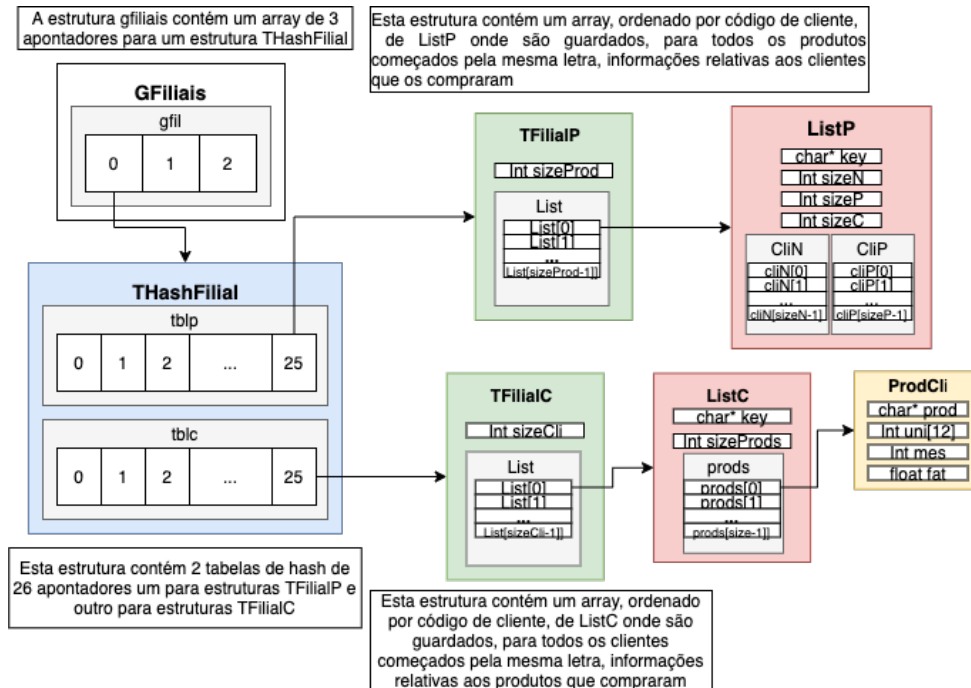 A estrutura gfiliais contém um array de 3
apontadores para um estrutura THashFilial
Esta estrutura contém um array, ordenado por código de cliente,
de ListP onde são guardados, para todos os produtos
começados pela mesma letra, informações relativas aos clientes
que os compraram
GFiliais
gfil
0 1 2
THashFilial
tblp
0 1 2 ... 25
tblc
0 1 2 ... 25
TFilialP
Int sizeProd
List
List[0]
List[1]
...
List[sizeProd-1]]
ListP
char* key
Int sizeN
Int sizeP
Int sizeC
CliN
cliN[0]
cliN[1]
...
cliN[sizeN-1]
CliP
cliP[0]
cliP[1]
...
cliP[sizeP-1]
TFilialC
Int sizeCli
List
List[0]
List[1]
...
List[sizeCli-1]]
ListC
char* key
Int sizeProds
prods
prods[0]
prods[1]
...
prods[size-1]]
ProdCli
char* prod
Int uni[12]
Int mes
float fat
Esta estrutura contém 2 tabelas de hash de
26 apontadores um para estruturas TFilialP e
outro para estruturas TFilialC
Esta estrutura contém um array, ordenado
por código de cliente, de ListC onde são
guardados, para todos os clientes
começados pela mesma letra, informações
relativas aos produtos que compraram